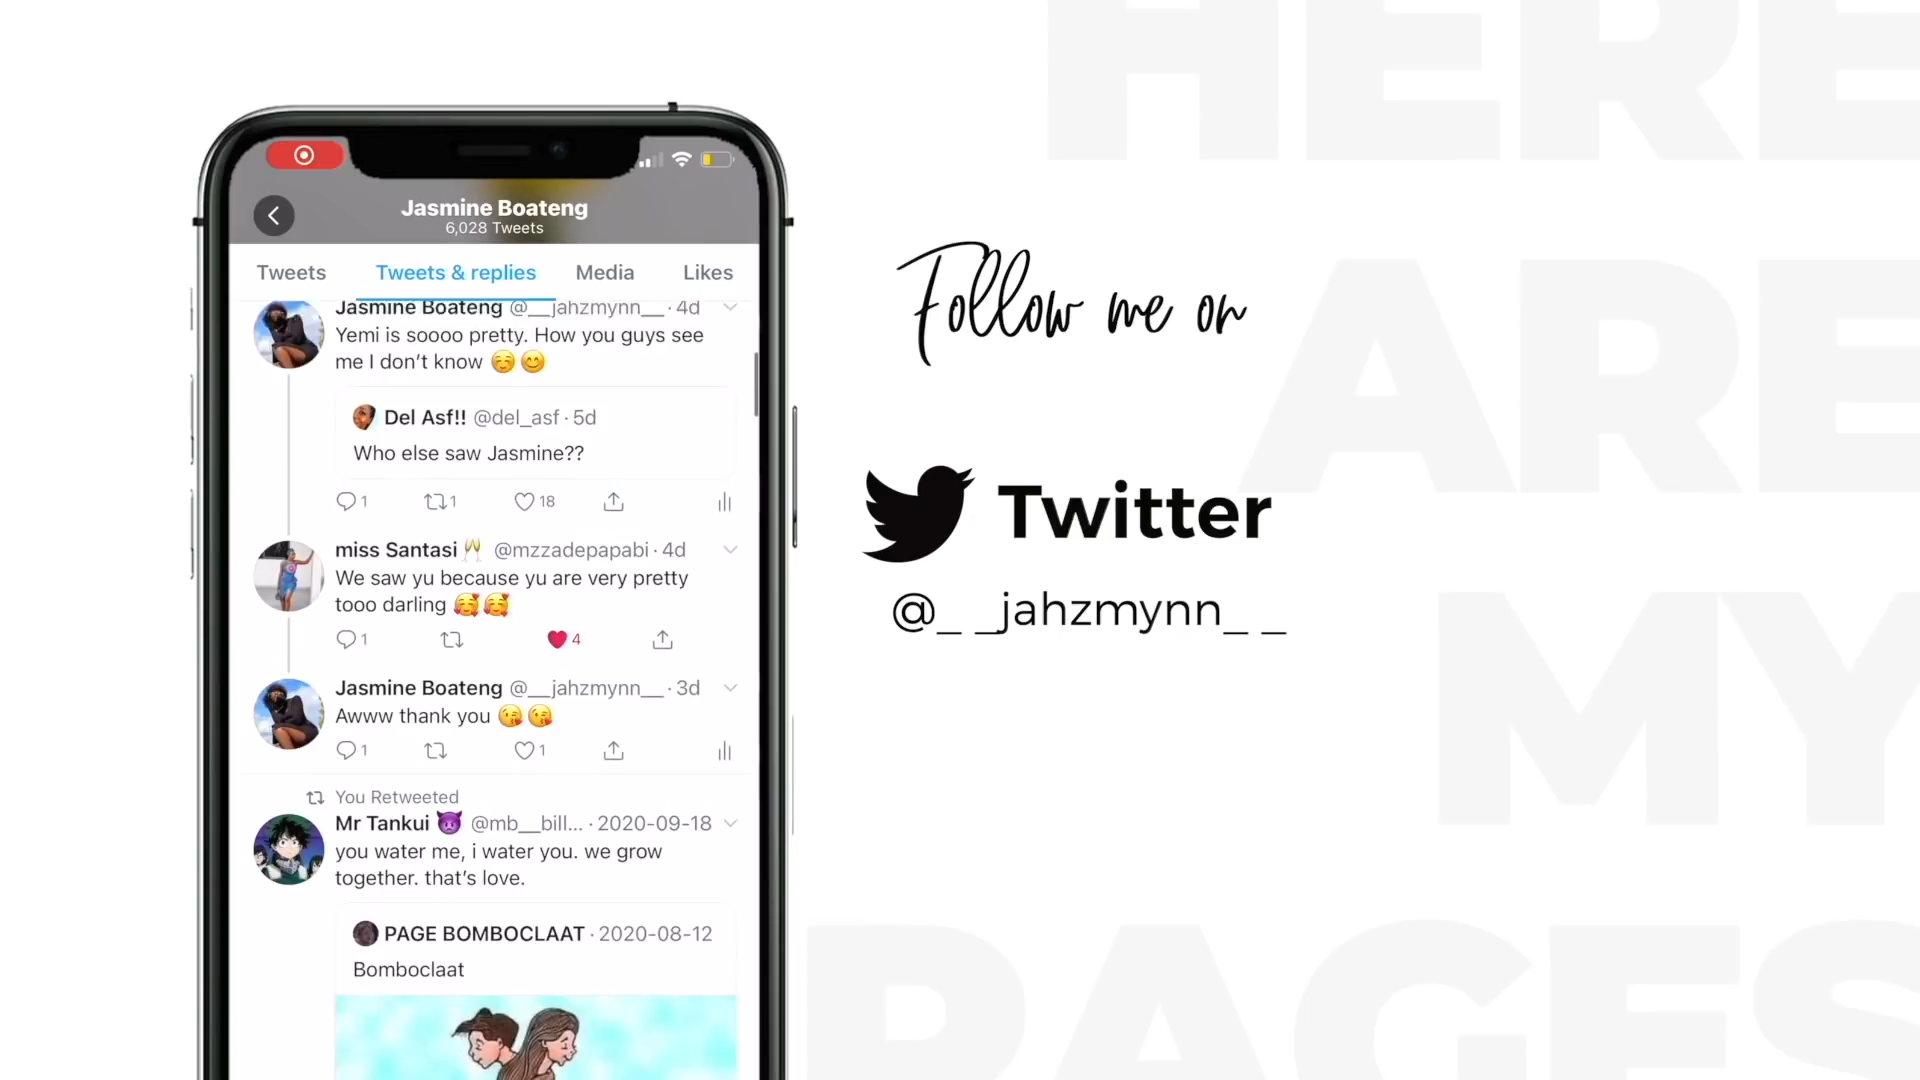 HERE
ARE
MY
PAGES
Jasmine Boateng
6,028 Tweets
Tweets
Tweets & replies
Media
Likes
Jasmine Boateng @__jahzmynn__ · 4d
Yemi is soooo pretty. How you guys see
me I don’t know ☺️😊
Del Asf!! @del_asf · 5d
Who else saw Jasmine??
1 1 18
miss Santasi 🥂 @mzzadepapabi · 4d
We saw yu because yu are very pretty
tooo darling 🥰🥰
1 4
Jasmine Boateng @__jahzmynn__ · 3d
Awww thank you 😘😘
1 1
You Retweeted
Mr Tankui 😈 @mb__bill... · 2020-09-18
you water me, i water you. we grow
together. that’s love.
PAGE BOMBOCLAAT · 2020-08-12
Bomboclaat
Follow me on
Twitter
@_ _jahzmynn_ _